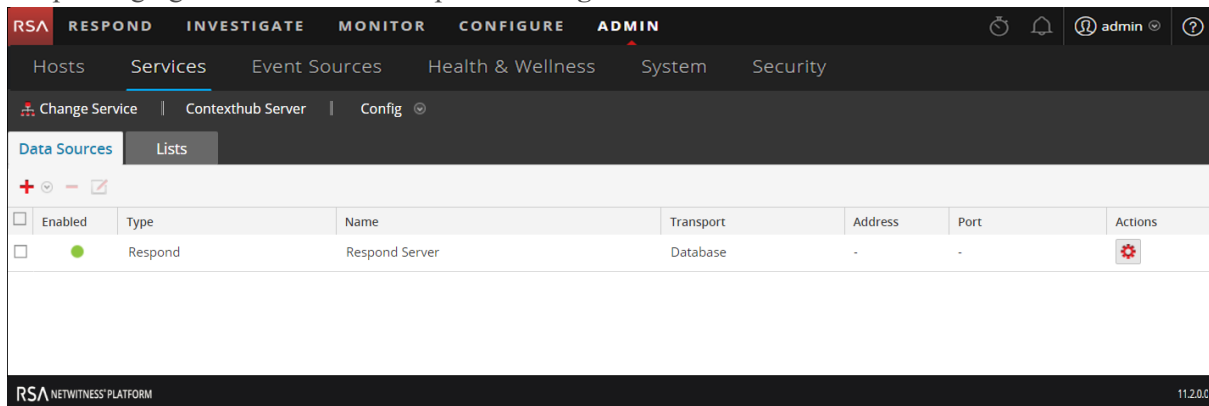 RSA RESPOND INVESTIGATE MONITOR CONFIGURE ADMIN admin ?
Hosts Services Event Sources Health & Wellness System Security
Change Service Contexthub Server Config
Data Sources Lists
Enabled Type Name Transport Address Port Actions
Respond Respond Server Database - -
RSA NETWITNESS® PLATFORM 11.2.0.0